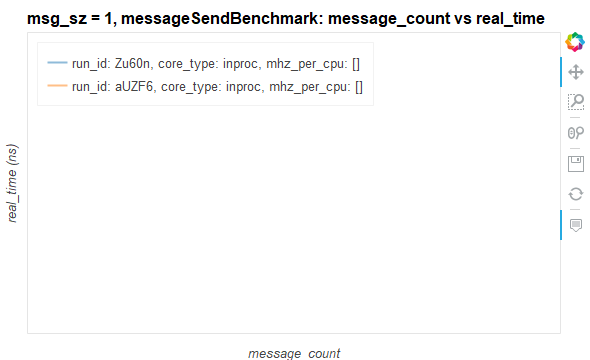 msg_sz = 1, messageSendBenchmark: message_count vs real_time
run_id: Zu60n, core_type: inproc, mhz_per_cpu: []
run_id: aUZF6, core_type: inproc, mhz_per_cpu: []
real_time (ns)
message_count